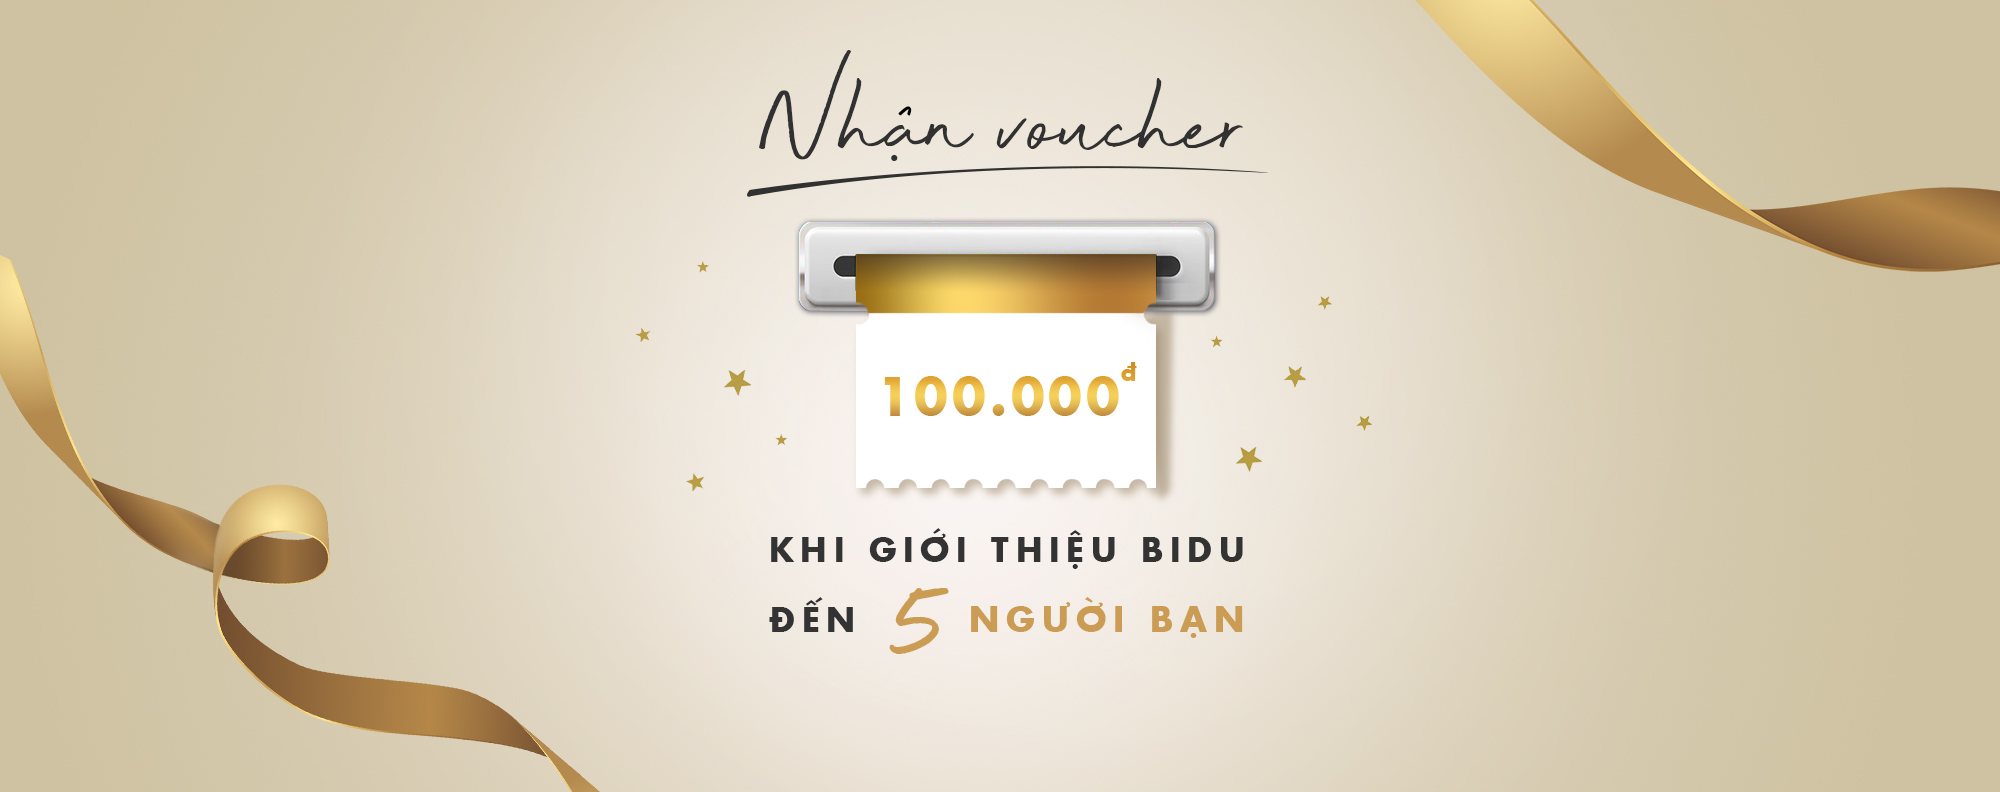 Nhận voucher
100.000đ
KHI GIỚI THIỆU BIDU
ĐẾN 5 NGƯỜI BẠN